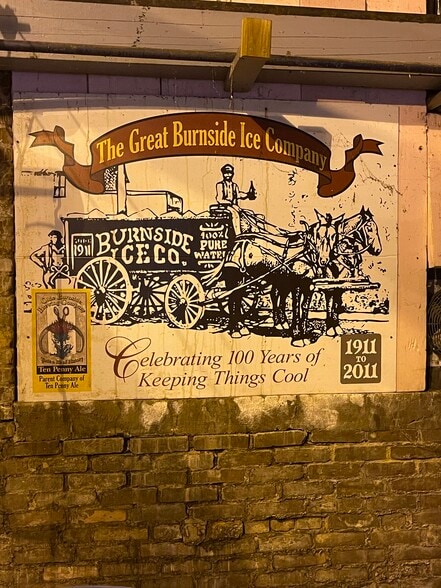 The Great Burnside Ice Company
SINCE
1911
BURNSIDE
ICE CO.
100%
PURE
WATER
Celebrating 100 Years of
Keeping Things Cool
1911
TO
2011
Ten Penny Ale
Parent Company of
Ten Penny Ale